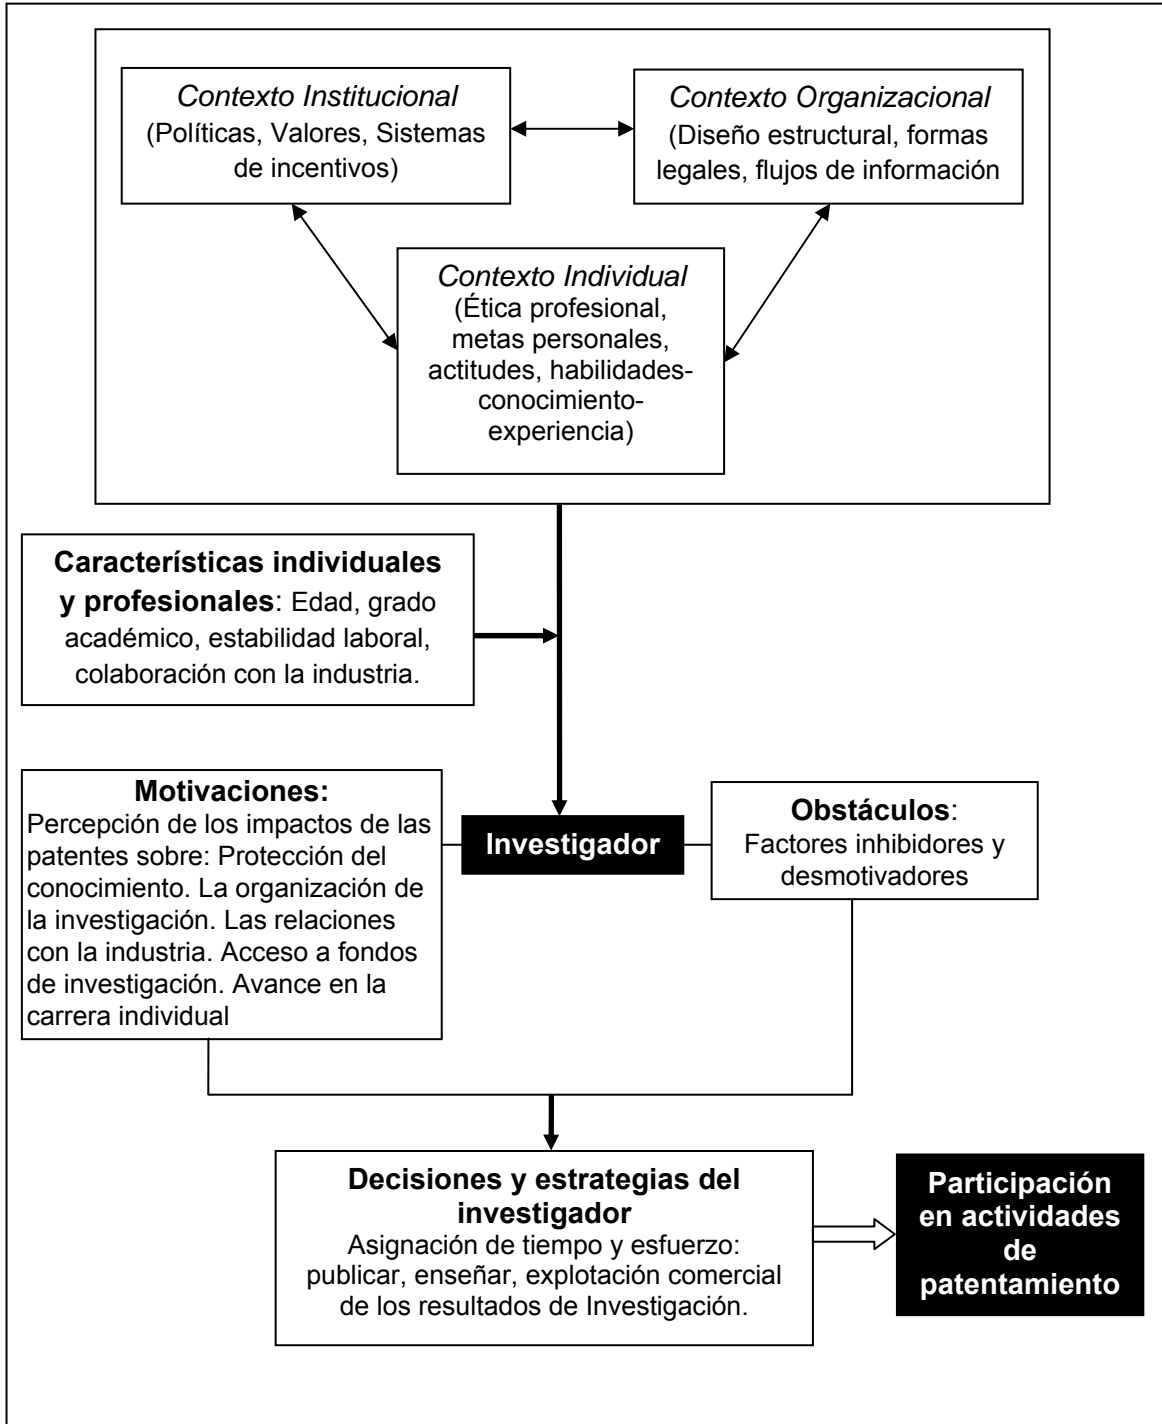 Contexto Institucional
(Políticas, Valores, Sistemas
de incentivos)
Contexto Organizacional
(Diseño estructural, formas
legales, flujos de información
Contexto Individual
(Ética profesional,
metas personales,
actitudes, habilidades-
conocimiento-
experiencia)
Características individuales
y profesionales: Edad, grado
académico, estabilidad laboral,
colaboración con la industria.
Motivaciones:
Percepción de los impactos de las
patentes sobre: Protección del
conocimiento. La organización de
la investigación. Las relaciones
con la industria. Acceso a fondos
de investigación. Avance en la
carrera individual
Investigador
Obstáculos:
Factores inhibidores y
desmotivadores
Decisiones y estrategias del
investigador
Asignación de tiempo y esfuerzo:
publicar, enseñar, explotación comercial
de los resultados de Investigación.
Participación
en actividades
de
patentamiento